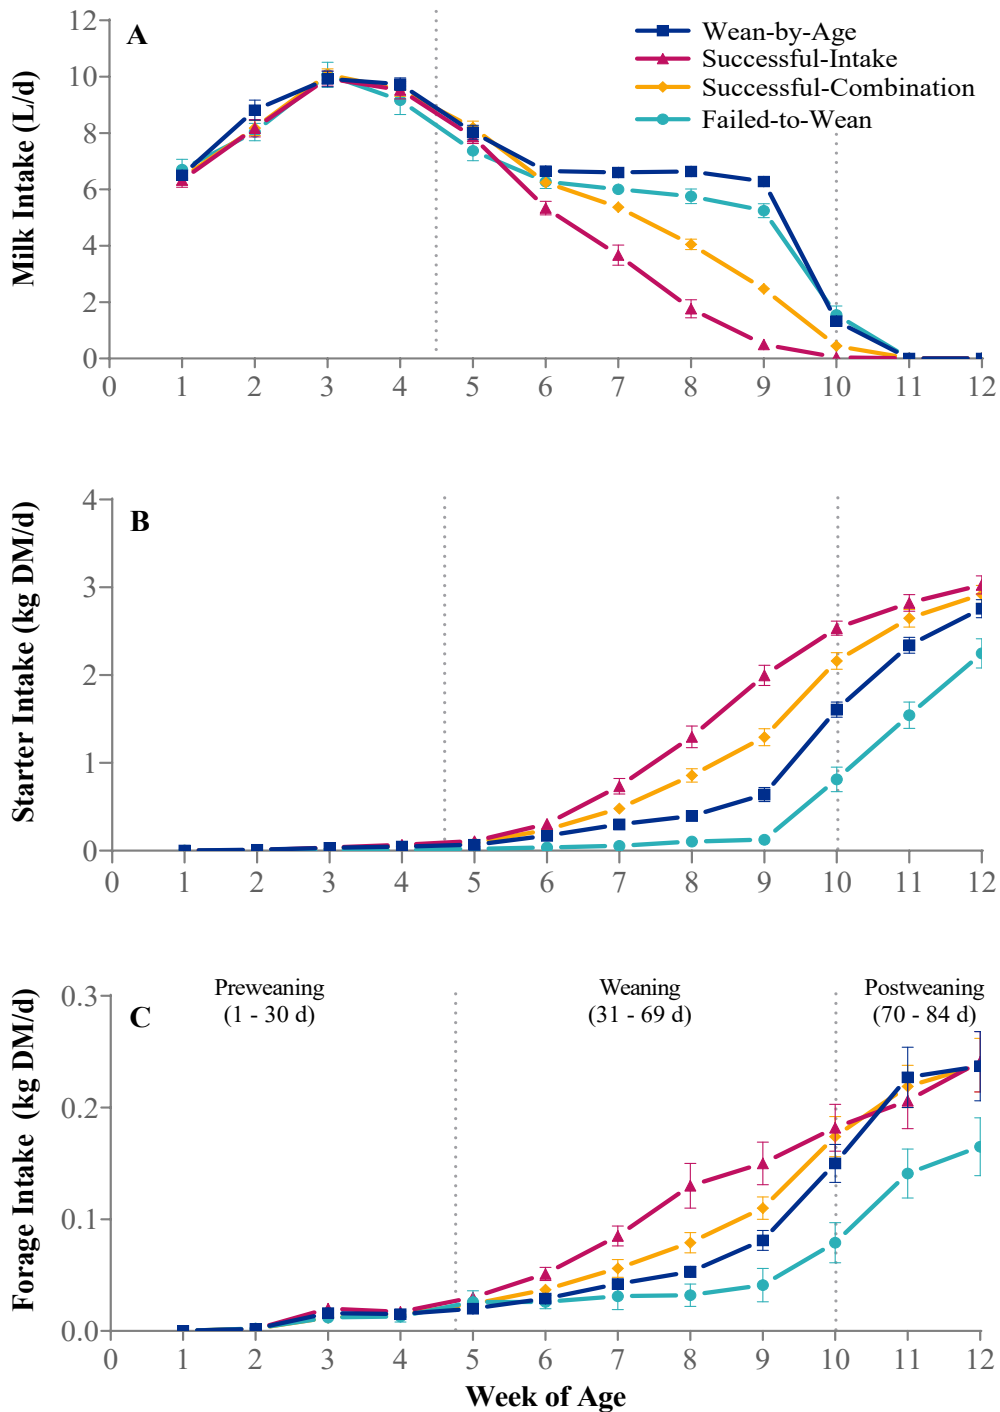 A
Wean-by-Age
Successful-Intake
Successful-Combination
Failed-to-Wean
Milk Intake (L/d)
12
10
8
6
4
2
0
0 1 2 3 4 5 6 7 8 9 10 11 12
B
Starter Intake (kg DM/d)
4
3
2
1
0
0 1 2 3 4 5 6 7 8 9 10 11 12
C
Preweaning
(1 - 30 d)
Weaning
(31 - 69 d)
Postweaning
(70 - 84 d)
Forage Intake (kg DM/d)
0.3
0.2
0.1
0.0
0 1 2 3 4 5 6 7 8 9 10 11 12
Week of Age